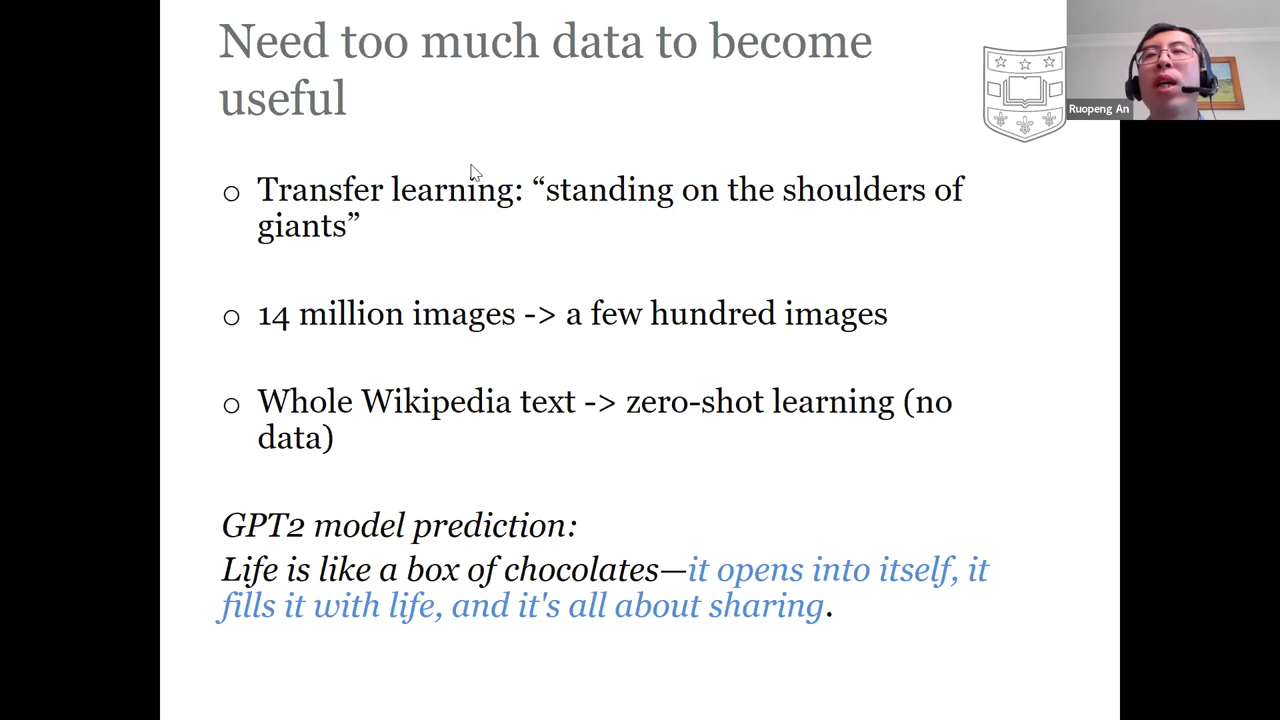 Need too much data to become
useful
Ruopeng An
o Transfer learning: “standing on the shoulders of
giants”
o 14 million images -> a few hundred images
o Whole Wikipedia text -> zero-shot learning (no
data)
GPT2 model prediction:
Life is like a box of chocolates—it opens into itself, it
fills it with life, and it's all about sharing.